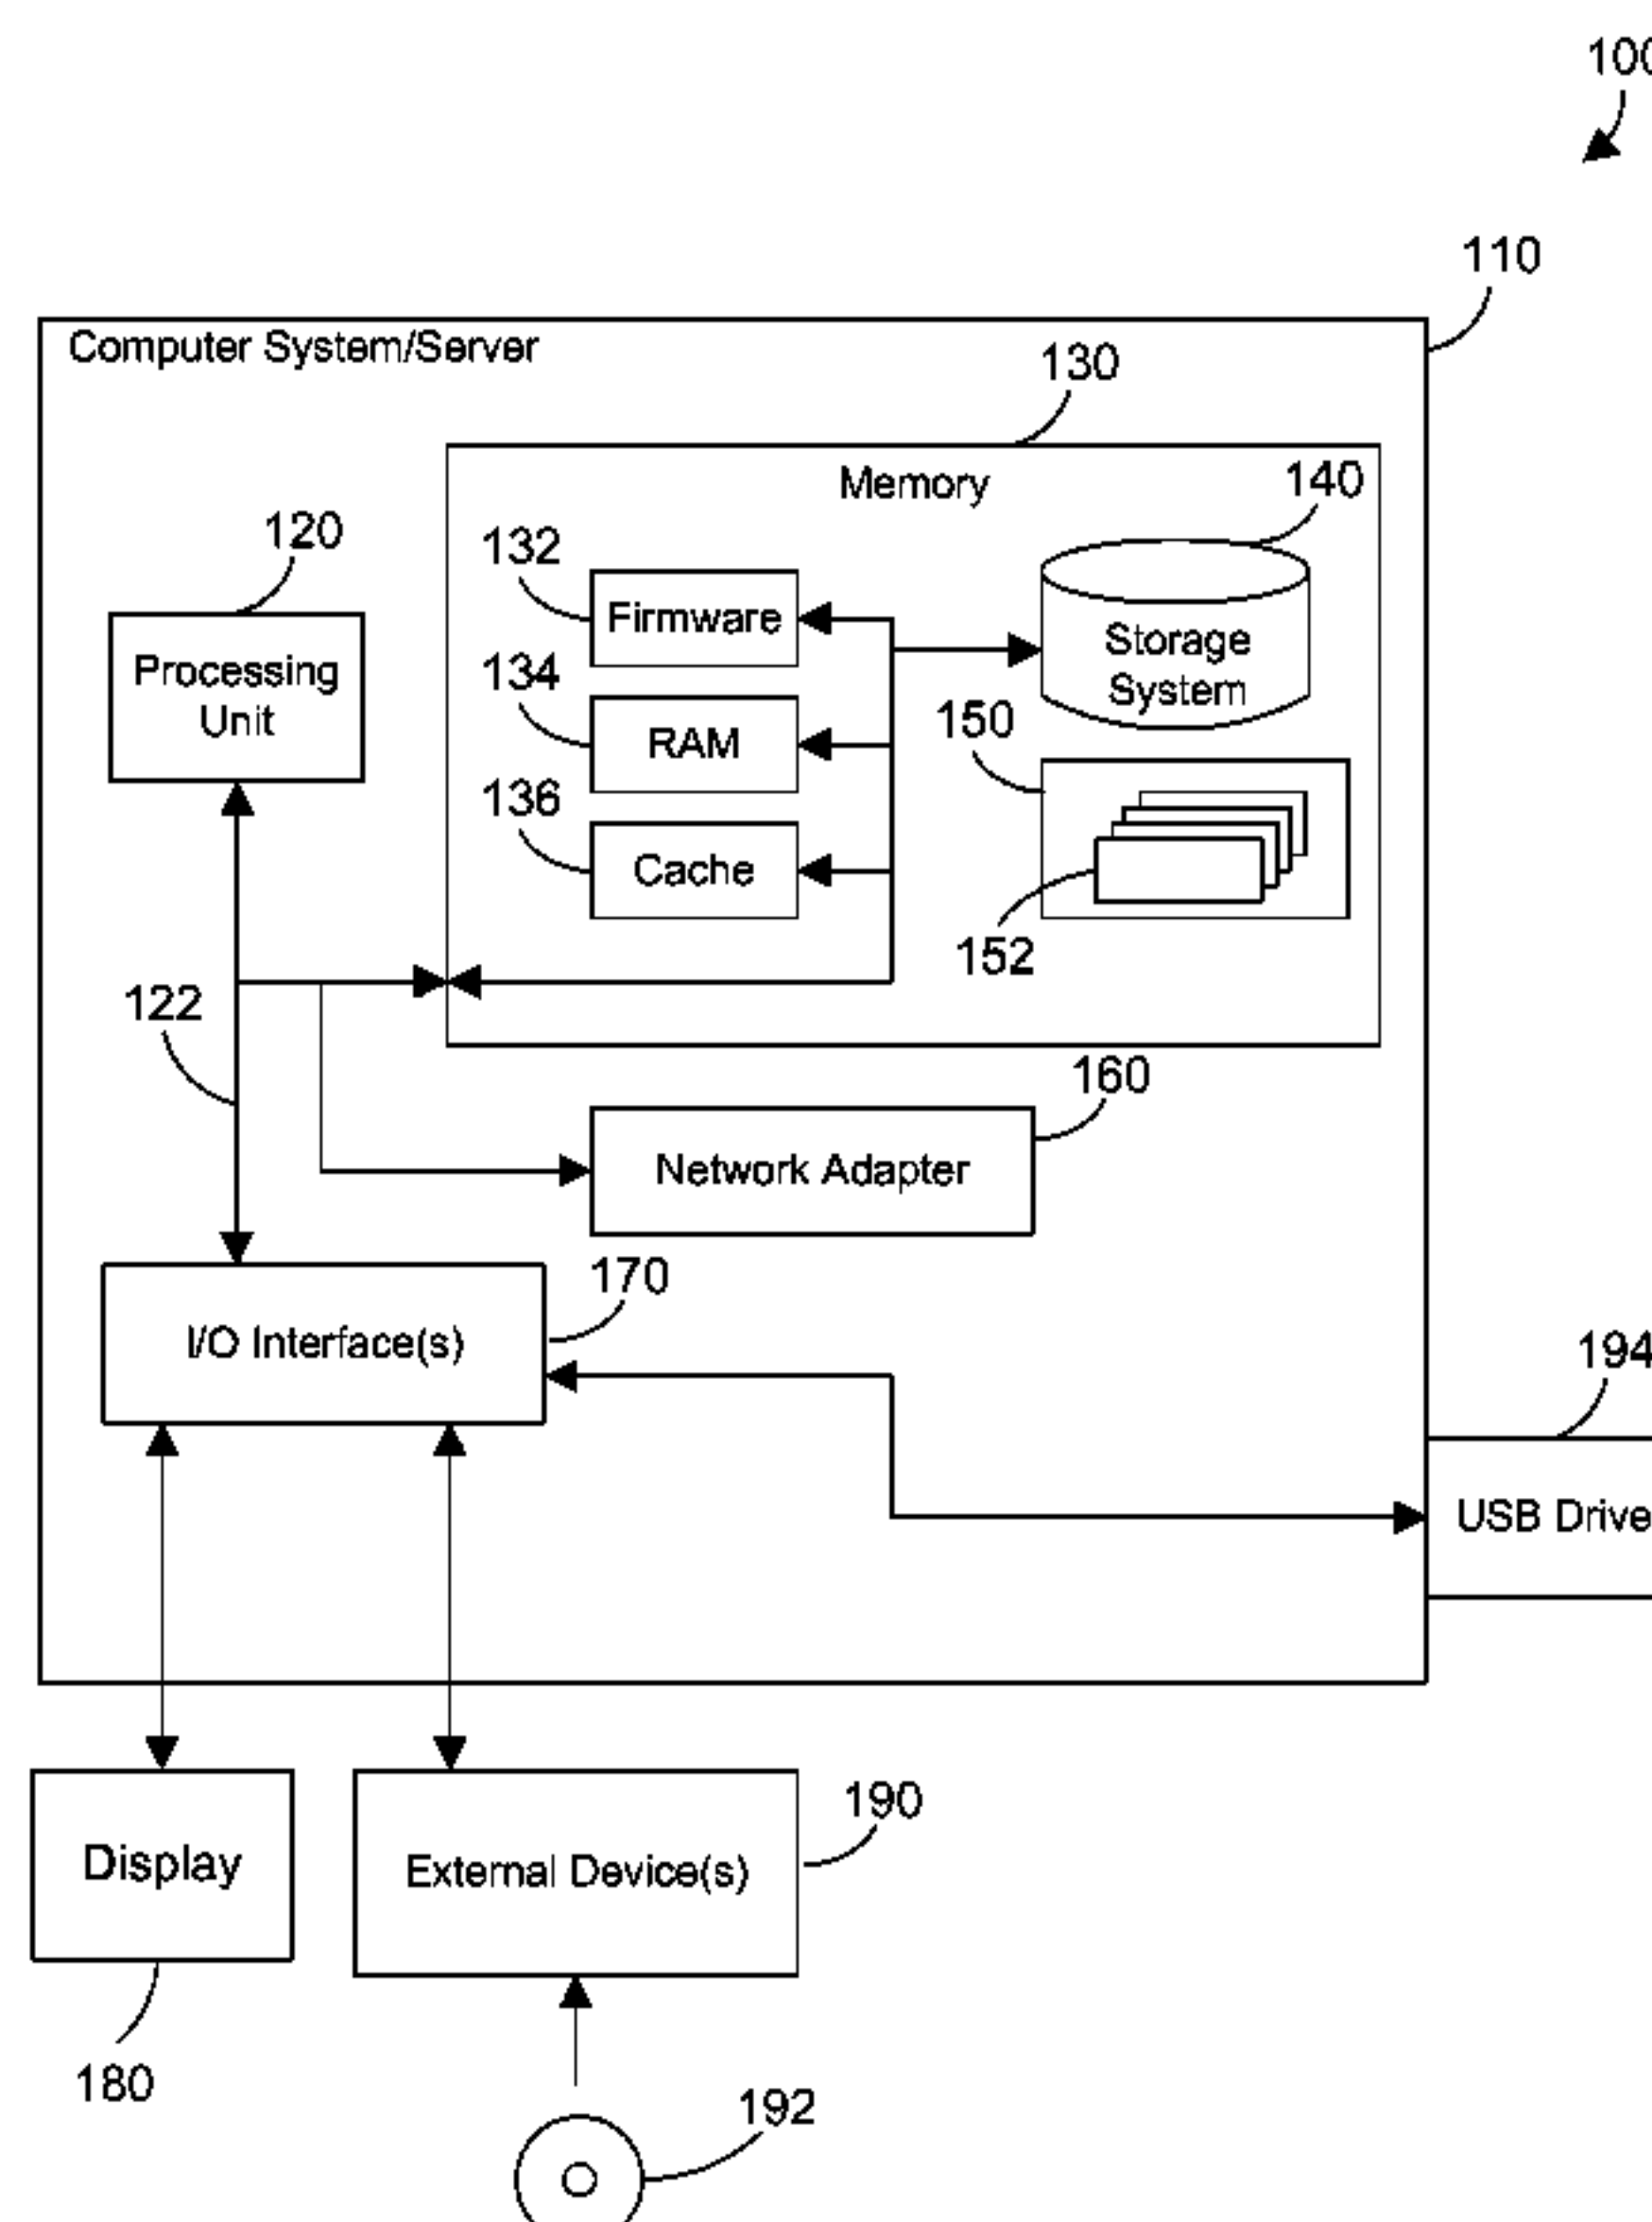 100
110
Computer System/Server
130
Memory
140
120
132
Firmware
Processing
Unit
Storage
System
134
RAM
150
136
Cache
152
122
160
Network Adapter
170
I/O Interface(s)
194
USB Drive
190
Display
External Device(s)
180
192